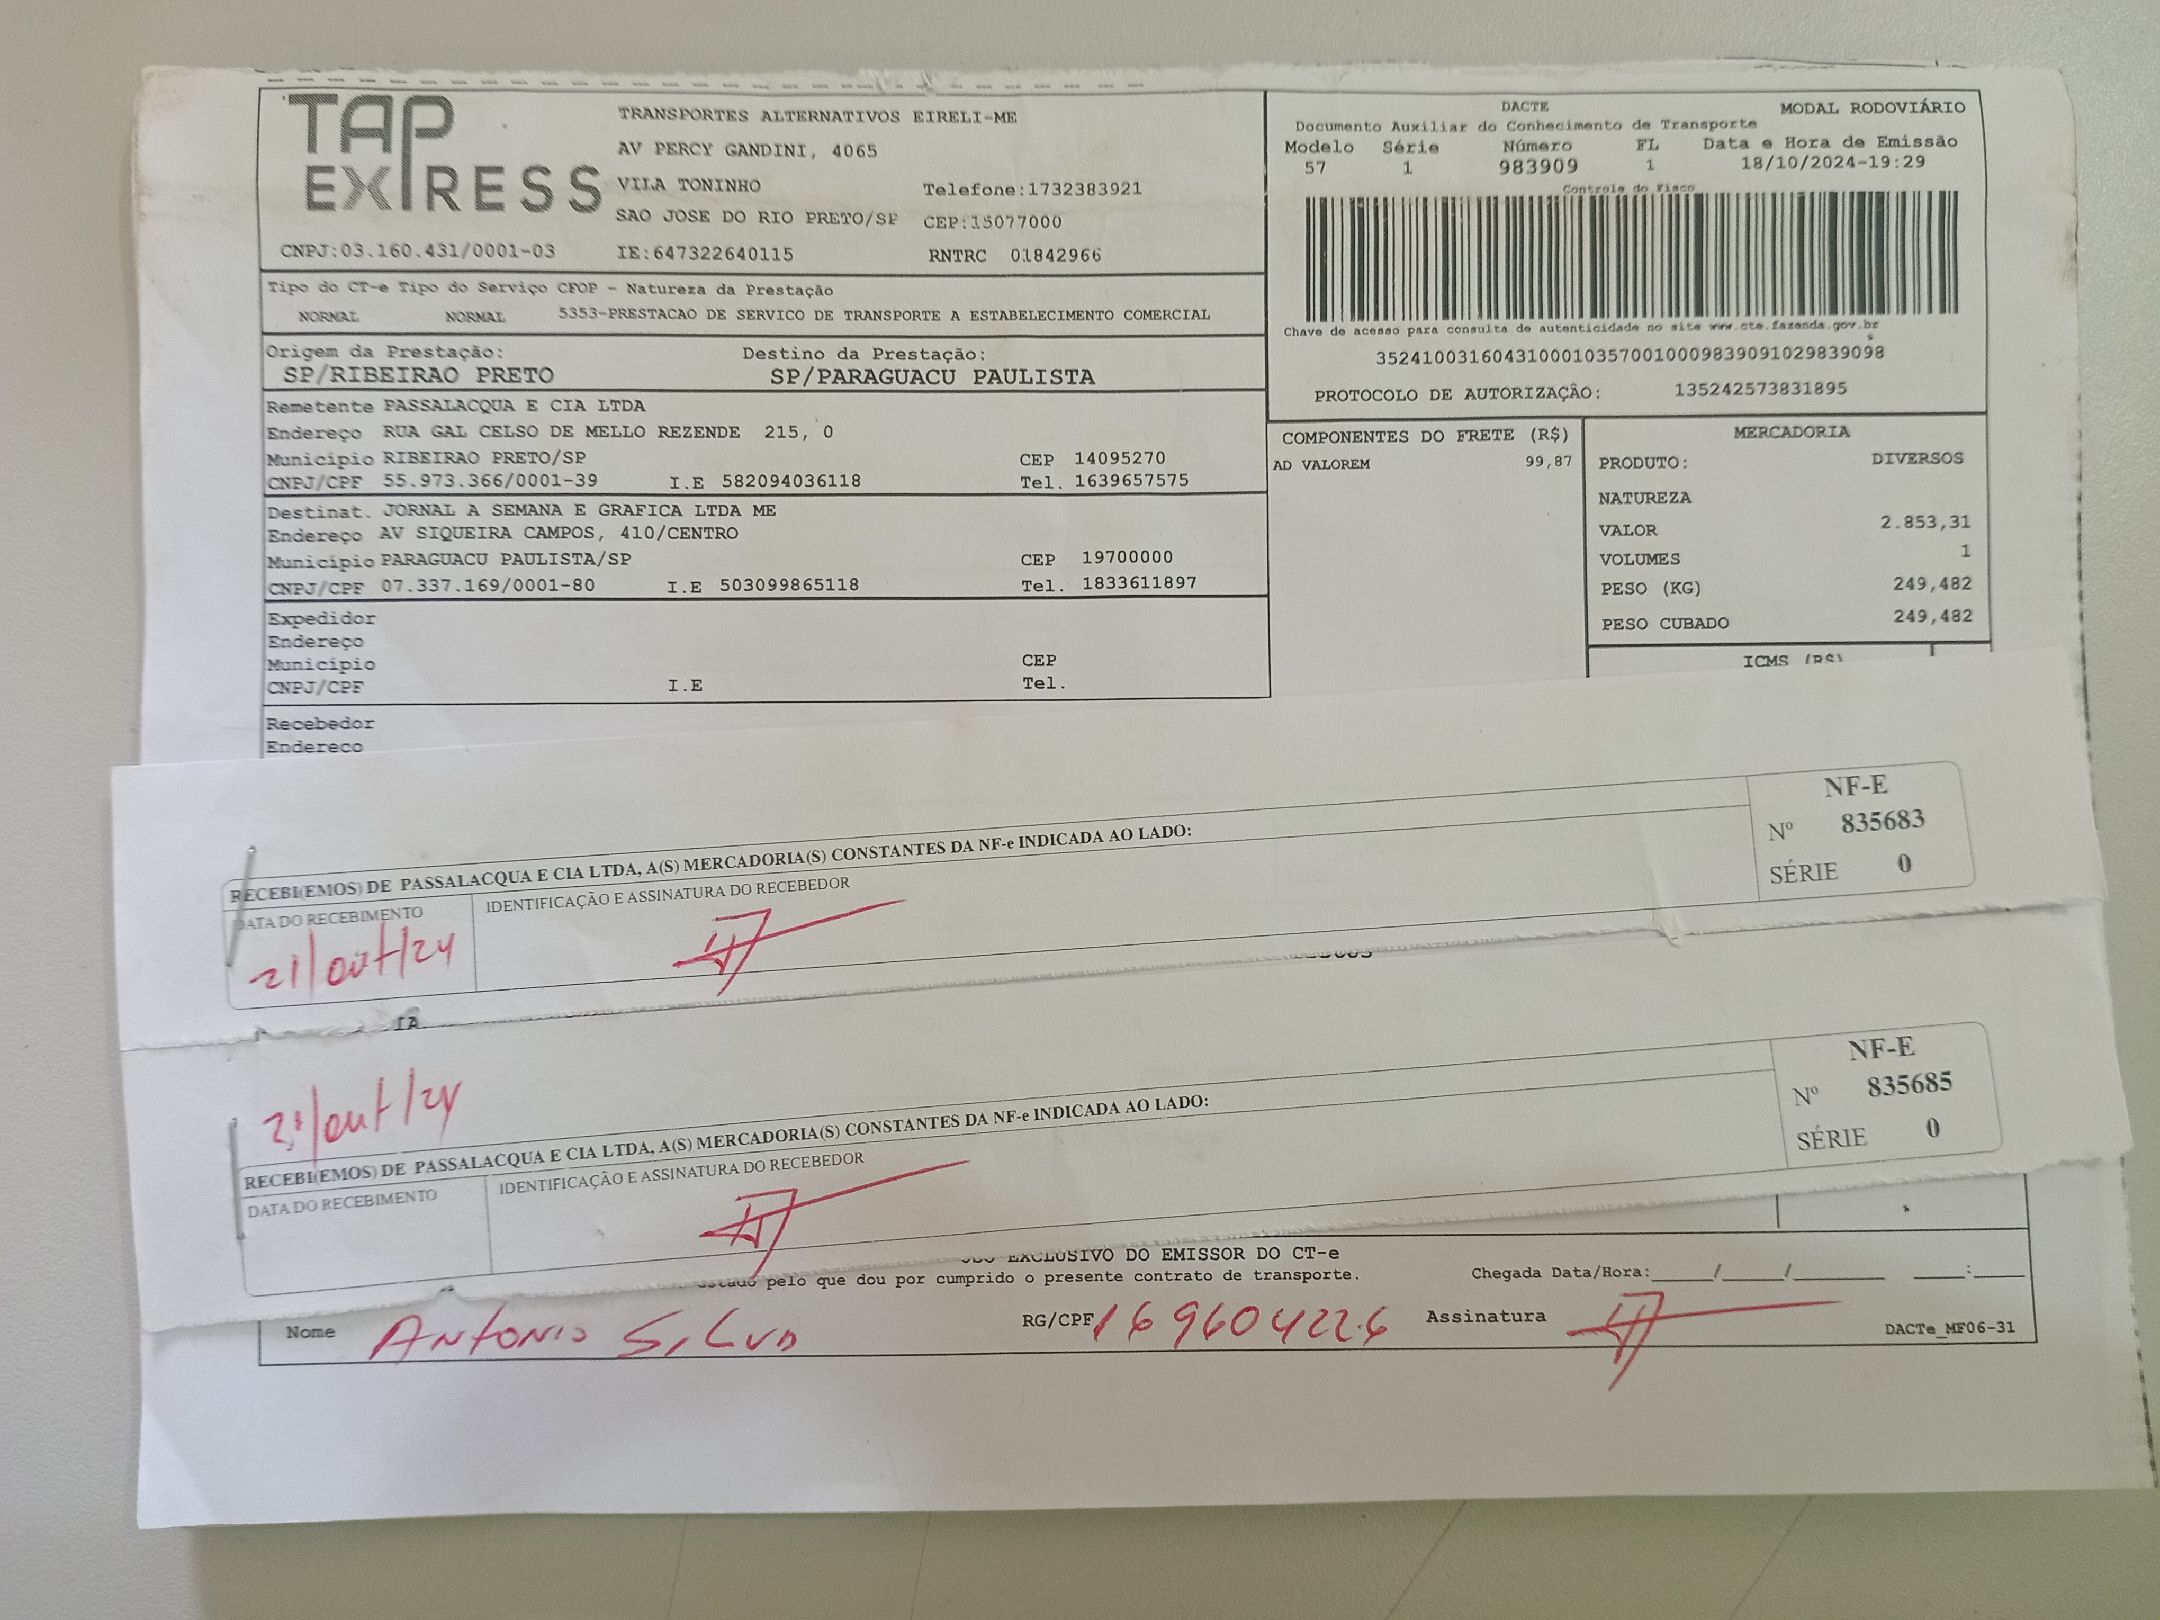 TAP EXPRESS
TRANSPORTES ALTERNATIVOS EIRELI-ME
AV PERCY GANDINI, 4065
VILA TONINHO Telefone:1732383921
SAO JOSE DO RIO PRETO/SP CEP:15077000
CNPJ:03.160.431/0001-03 IE:647322640115 RNTRC 01842966
DACTE MODAL RODOVIÁRIO
Documento Auxiliar do Conhecimento de Transporte
Modelo Série Número FL Data e Hora de Emissão
57 1 983909 1 18/10/2024-19:29
Controle do Fisco
Chave de acesso para consulta de autenticidade no site www.cte.fazenda.gov.br
35241003160431000103570010009839091029839098
PROTOCOLO DE AUTORIZAÇÃO: 135242573831895
Tipo do CT-e Tipo do Serviço CFOP - Natureza da Prestação
NORMAL NORMAL 5353-PRESTACAO DE SERVICO DE TRANSPORTE A ESTABELECIMENTO COMERCIAL
Origem da Prestação: Destino da Prestação:
SP/RIBEIRAO PRETO SP/PARAGUACU PAULISTA
Remetente PASSALACQUA E CIA LTDA
Endereço RUA GAL CELSO DE MELLO REZENDE 215, 0
Município RIBEIRAO PRETO/SP CEP 14095270
CNPJ/CPF 55.973.366/0001-39 I.E 582094036118 Tel. 1639657575
Destinat. JORNAL A SEMANA E GRAFICA LTDA ME
Endereço AV SIQUEIRA CAMPOS, 410/CENTRO
Município PARAGUACU PAULISTA/SP CEP 19700000
CNPJ/CPF 07.337.169/0001-80 I.E 503099865118 Tel. 1833611897
Expedidor
Endereço
Município CEP
CNPJ/CPF I.E Tel.
Recebedor
Endereço
COMPONENTES DO FRETE (R$)
AD VALOREM 99,87
MERCADORIA
PRODUTO: DIVERSOS
NATUREZA
VALOR 2.853,31
VOLUMES 1
PESO (KG) 249,482
PESO CUBADO 249,482
ICMS (R$)
RECEBI(EMOS) DE PASSALACQUA E CIA LTDA, A(S) MERCADORIA(S) CONSTANTES DA NF-e INDICADA AO LADO:
DATA DO RECEBIMENTO IDENTIFICAÇÃO E ASSINATURA DO RECEBEDOR
21/out/24
NF-E
Nº 835683
SÉRIE 0
21/out/24
RECEBI(EMOS) DE PASSALACQUA E CIA LTDA, A(S) MERCADORIA(S) CONSTANTES DA NF-e INDICADA AO LADO:
DATA DO RECEBIMENTO IDENTIFICAÇÃO E ASSINATURA DO RECEBEDOR
NF-E
Nº 835685
SÉRIE 0
EXCLUSIVO DO EMISSOR DO CT-e
pelo que dou por cumprido o presente contrato de transporte. Chegada Data/Hora:_____/_____/________ ____:____
Nome Antonio Silva RG/CPF 169604226 Assinatura
DACTe_MF06-31